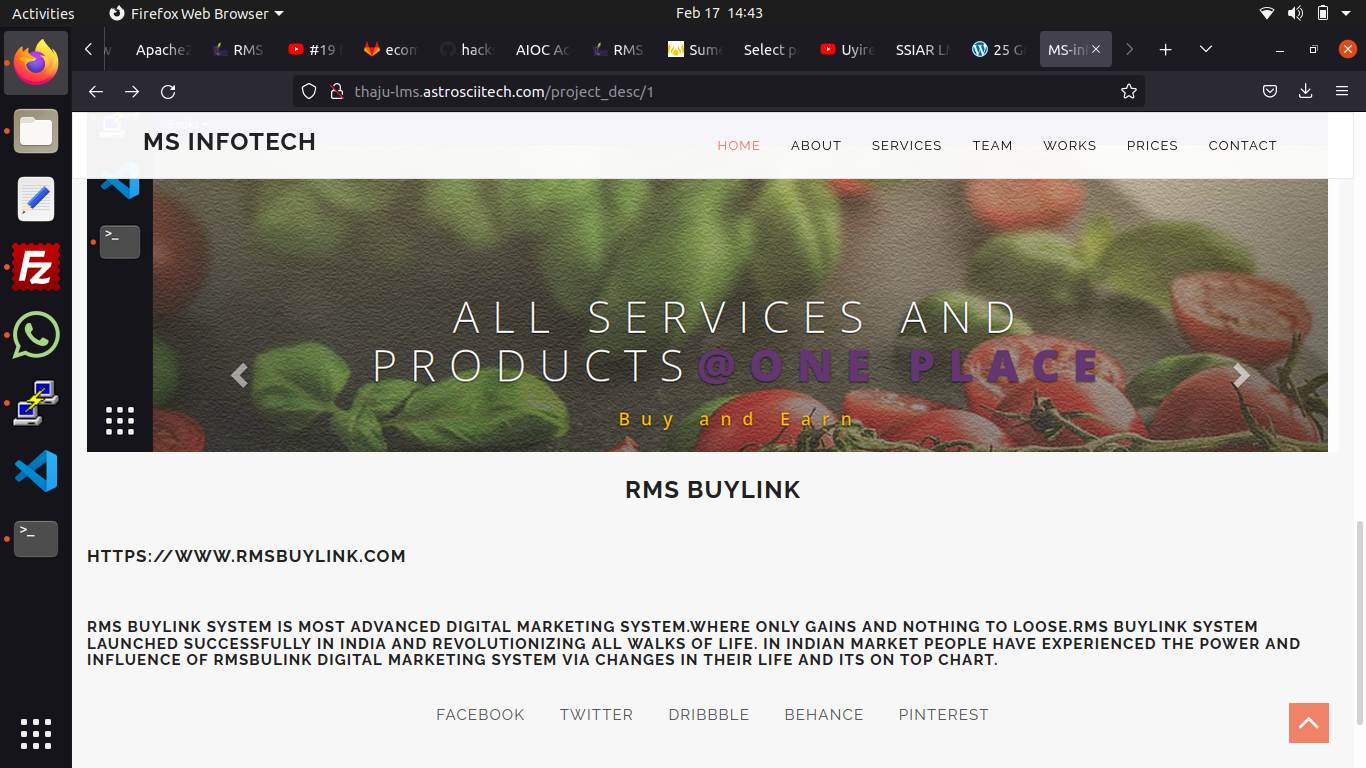 Activities
Firefox Web Browser
Feb 17 14:43
Apache2
RMS
#19
ecom
hack
AIOC Ac
RMS
Sume
Select p
Uyire
SSIAR L
25 G
MS-inf
thaju-lms.astrosciitech.com/project_desc/1
MS INFOTECH
HOME
ABOUT
SERVICES
TEAM
WORKS
PRICES
CONTACT
ALL SERVICES AND
PRODUCTS@ONE PLACE
Buy and Earn
RMS BUYLINK
HTTPS://WWW.RMSBUYLINK.COM
RMS BUYLINK SYSTEM IS MOST ADVANCED DIGITAL MARKETING SYSTEM.WHERE ONLY GAINS AND NOTHING TO LOOSE.RMS BUYLINK SYSTEM
LAUNCHED SUCCESSFULLY IN INDIA AND REVOLUTIONIZING ALL WALKS OF LIFE. IN INDIAN MARKET PEOPLE HAVE EXPERIENCED THE POWER AND
INFLUENCE OF RMSBULINK DIGITAL MARKETING SYSTEM VIA CHANGES IN THEIR LIFE AND ITS ON TOP CHART.
FACEBOOK
TWITTER
DRIBBBLE
BEHANCE
PINTEREST